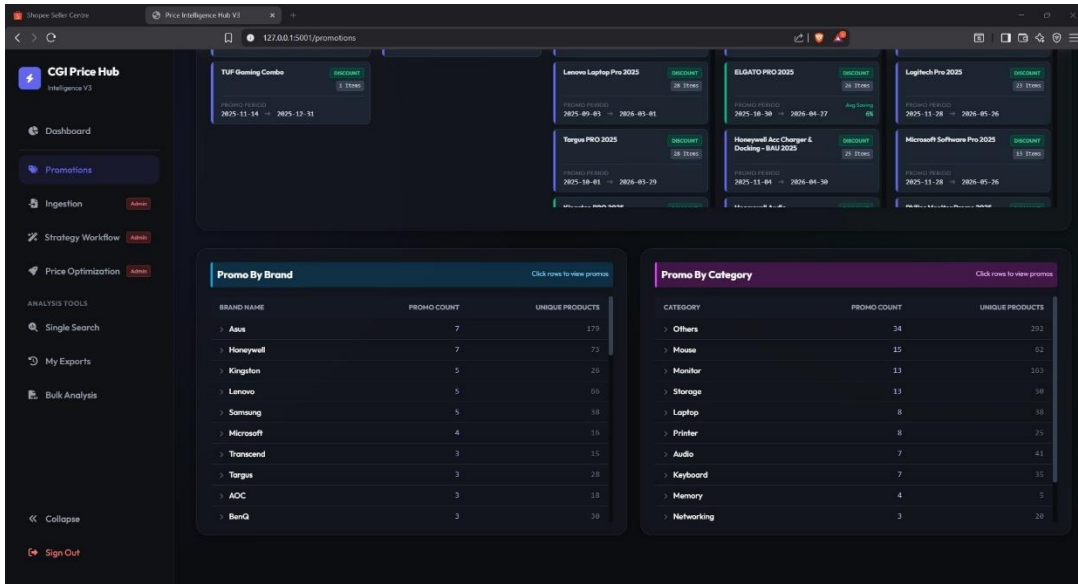 Shopee Seller Centre
Price Intelligence Hub V3
127.0.0.1:5001/promotions
CGI Price Hub
Intelligence V3
Dashboard
Promotions
Ingestion Admin
Strategy Workflow Admin
Price Optimization Admin
ANALYSIS TOOLS
Single Search
My Exports
Bulk Analysis
Collapse
Sign Out
TUF Gaming Combo DISCOUNT
1 Items
PROMO PERIOD
2025-11-14 → 2025-12-31
Lenovo Laptop Pro 2025 DISCOUNT
28 Items
PROMO PERIOD
2025-09-03 → 2026-03-01
Targus PRO 2025 DISCOUNT
28 Items
PROMO PERIOD
2025-10-01 → 2026-03-29
Kingston PRO 2025
ELGATO PRO 2025 DISCOUNT
26 Items
PROMO PERIOD Avg Saving
2025-10-30 → 2026-04-27 6%
Honeywell Acc Charger & DISCOUNT
Docking - BAU 2025 25 Items
PROMO PERIOD
2025-11-04 → 2026-04-30
Honeywell Audio
Logitech Pro 2025 DISCOUNT
23 Items
PROMO PERIOD
2025-11-28 → 2026-05-26
Microsoft Software Pro 2025 DISCOUNT
15 Items
PROMO PERIOD
2025-11-28 → 2026-05-26
Philips Monitor Promo 2025
Promo By Brand Click rows to view promos
BRAND NAME PROMO COUNT UNIQUE PRODUCTS
Asus 7 179
Honeywell 7 73
Kingston 5 26
Lenovo 5 66
Samsung 5 38
Microsoft 4 16
Transcend 3 15
Targus 3 28
AOC 3 18
BenQ 3 30
Promo By Category Click rows to view promos
CATEGORY PROMO COUNT UNIQUE PRODUCTS
Others 34 292
Mouse 15 62
Monitor 13 103
Storage 13 50
Laptop 8 38
Printer 8 25
Audio 7 41
Keyboard 7 35
Memory 4 5
Networking 3 20